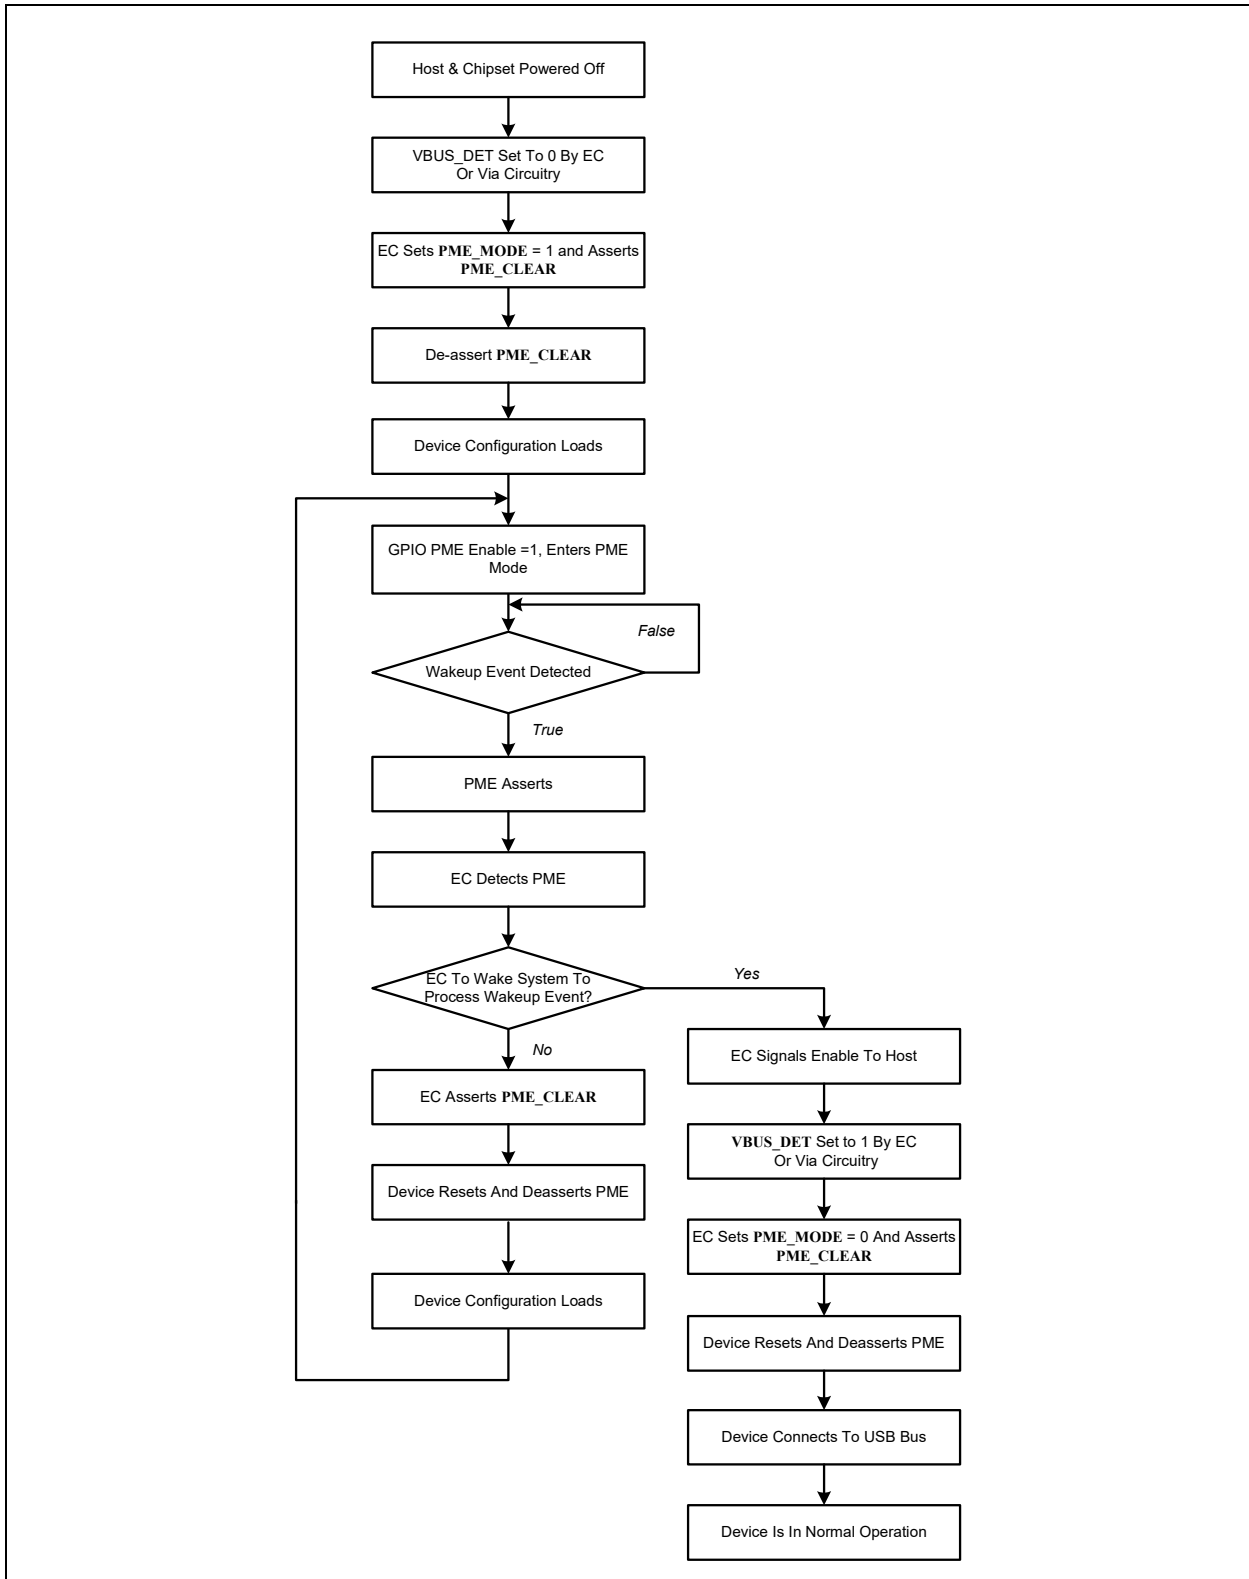 Host & Chipset Powered Off
VBUS_DET Set To 0 By EC
Or Via Circuitry
EC Sets PME_MODE = 1 and Asserts
PME_CLEAR
De-assert PME_CLEAR
Device Configuration Loads
GPIO PME Enable =1, Enters PME
Mode
False
Wakeup Event Detected
True
PME Asserts
EC Detects PME
EC To Wake System To
Process Wakeup Event?
Yes
No
EC Asserts PME_CLEAR
Device Resets And Deasserts PME
Device Configuration Loads
EC Signals Enable To Host
VBUS_DET Set to 1 By EC
Or Via Circuitry
EC Sets PME_MODE = 0 And Asserts
PME_CLEAR
Device Resets And Deasserts PME
Device Connects To USB Bus
Device Is In Normal Operation